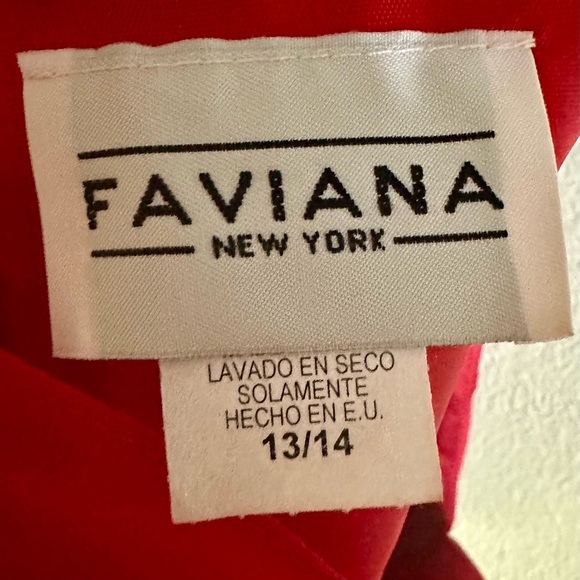 FAVIANA
NEW YORK
LAVADO EN SECO
SOLAMENTE
HECHO EN E.U.
13/14